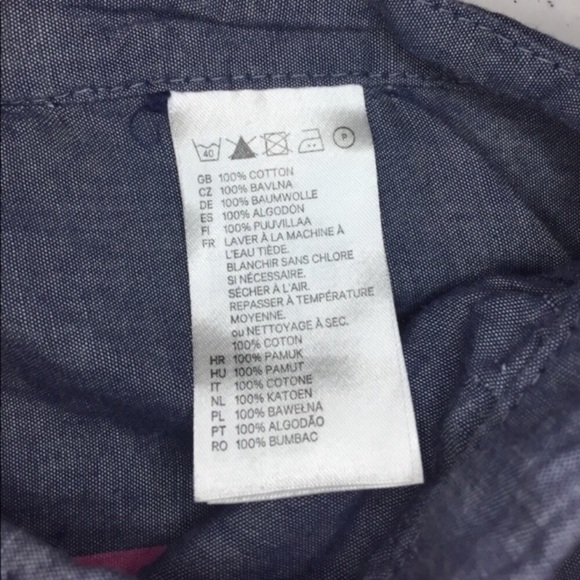 40 P
GB 100% COTTON
CZ 100% BAVLNA
DE 100% BAUMWOLLE
ES 100% ALGODÓN
FI 100% PUUVILLAA
FR LAVER À LA MACHINE À
L'EAU TIÈDE.
BLANCHIR SANS CHLORE
SI NÉCESSAIRE.
SÉCHER À L'AIR.
REPASSER À TEMPÉRATURE
MOYENNE.
ou NETTOYAGE À SEC.
100% COTON
HR 100% PAMUK
HU 100% PAMUT
IT 100% COTONE
NL 100% KATOEN
PL 100% BAWEŁNA
PT 100% ALGODÃO
RO 100% BUMBAC